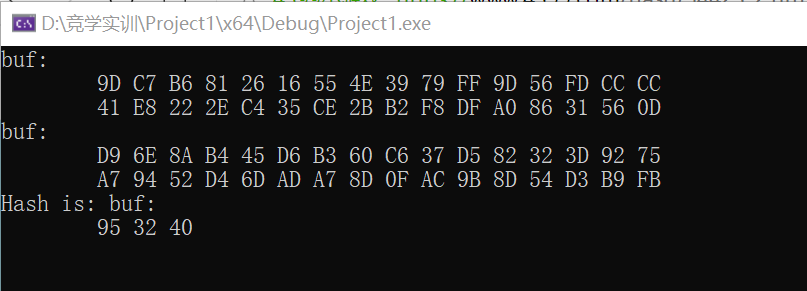 D:\竞学实训\Project1\x64\Debug\Project1.exe
buf:
9D C7 B6 81 26 16 55 4E 39 79 FF 9D 56 FD CC CC
41 E8 22 2E C4 35 CE 2B B2 F8 DF A0 86 31 56 0D
buf:
D9 6E 8A B4 45 D6 B3 60 C6 37 D5 82 32 3D 92 75
A7 94 52 D4 6D AD A7 8D 0F AC 9B 8D 54 D3 B9 FB
Hash is: buf:
95 32 40